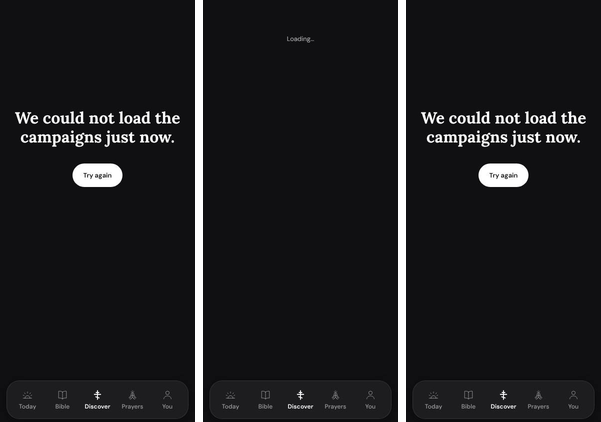 We could not load the
campaigns just now.
Try again
Today Bible Discover Prayers You
Loading...
Today Bible Discover Prayers You
We could not load the
campaigns just now.
Try again
Today Bible Discover Prayers You